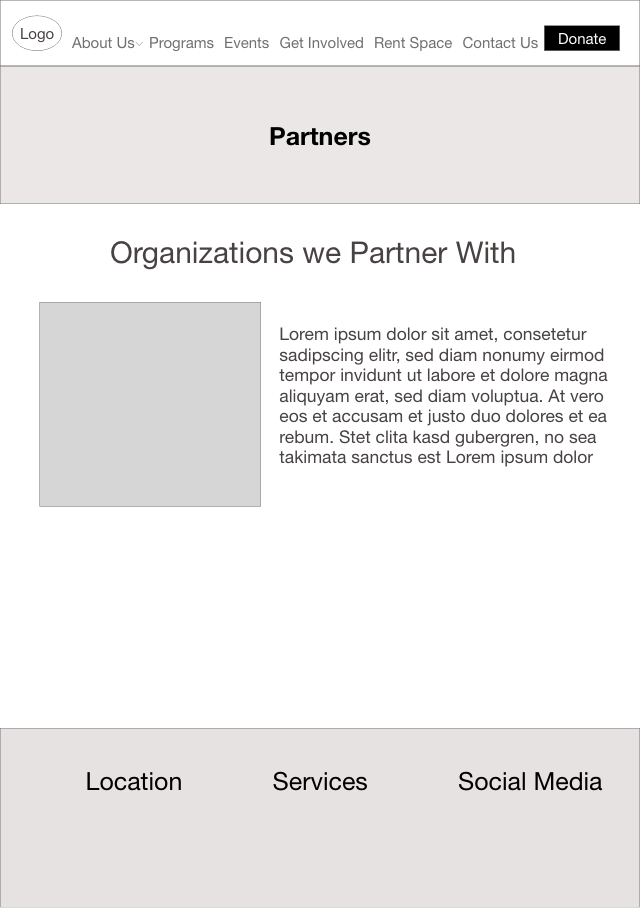 Logo
About Us Programs Events Get Involved Rent Space Contact Us Donate
Partners
Organizations we Partner With
Lorem ipsum dolor sit amet, consetetur
sadipscing elitr, sed diam nonumy eirmod
tempor invidunt ut labore et dolore magna
aliquyam erat, sed diam voluptua. At vero
eos et accusam et justo duo dolores et ea
rebum. Stet clita kasd gubergren, no sea
takimata sanctus est Lorem ipsum dolor
Location Services Social Media